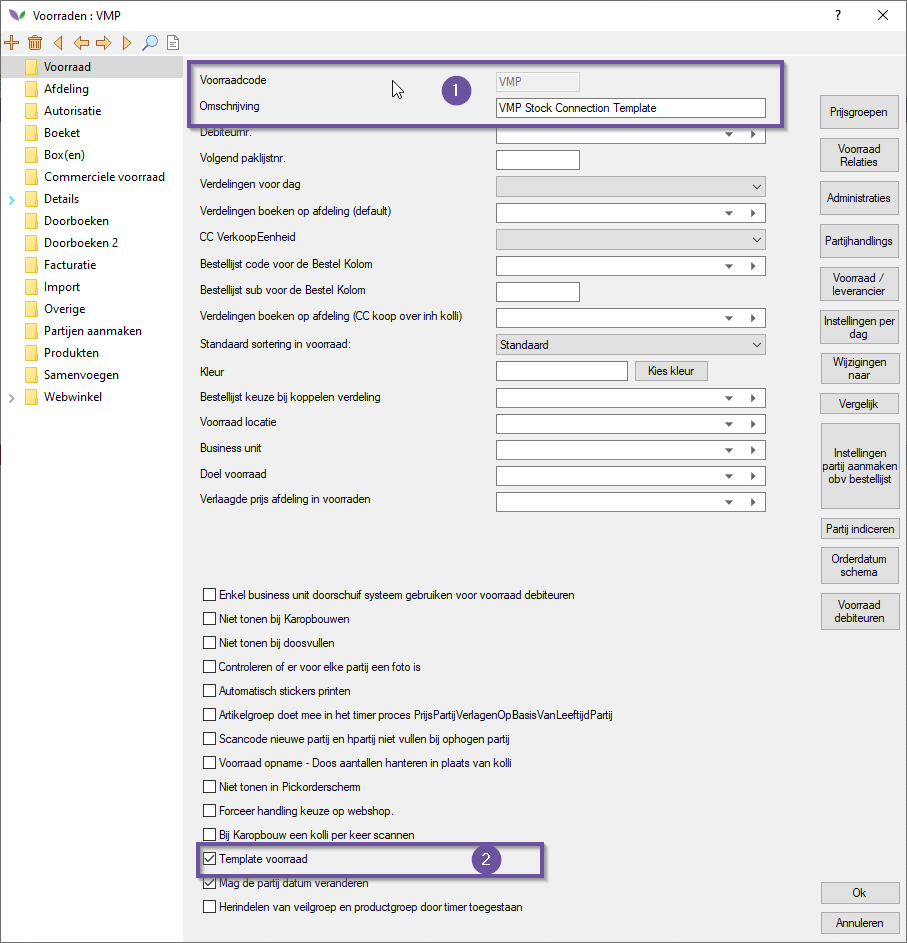 Voorraden : VMP
?
Voorraad
Afdeling
Autorisatie
Boeket
Box(en)
Commerciele voorraad
Details
Doorboeken
Doorboeken 2
Facturatie
Import
Overige
Partijen aanmaken
Produkten
Samenvoegen
Webwinkel
Voorraadcode
VMP
1
Omschrijving
VMP Stock Connection Template
Debiteurnr.
Volgend paklijstnr.
Verdelingen voor dag
Verdelingen boeken op afdeling (default)
CC VerkoopEenheid
Bestellijst code voor de Bestel Kolom
Bestellijst sub voor de Bestel Kolom
Verdelingen boeken op afdeling (CC koop over inh kolli)
Standaard sortering in voorraad:
Standaard
Kleur
Kies kleur
Bestellijst keuze bij koppelen verdeling
Voorraad locatie
Business unit
Doel voorraad
Verlaagde prijs afdeling in voorraden
Enkel business unit doorschuif systeem gebruiken voor voorraad debiteuren
Niet tonen bij Karopbouwen
Niet tonen bij doosvullen
Controleren of er voor elke partij een foto is
Automatisch stickers printen
Artikelgroep doet mee in het timer proces PrijsPartijVerlagenOpBasisVanLeeftijdPartij
Scancode nieuwe partij en hpartij niet vullen bij ophogen partij
Voorraad opname - Doos aantallen hanteren in plaats van kolli
Niet tonen in Pickorderscherm
Forceer handling keuze op webshop.
Bij Karopbouw een kolli per keer scannen
Template voorraad
2
Mag de partij datum veranderen
Herindelen van veilgroep en productgroep door timer toegestaan
Prijsgroepen
Voorraad
Relaties
Administraties
Partijhandlings
Voorraad /
leverancier
Instellingen per
dag
Wijzigingen
naar
Vergelijk
Instellingen
partij aanmaken
obv bestellijst
Partij indiceren
Orderdatum
schema
Voorraad
debiteuren
Ok
Annuleren